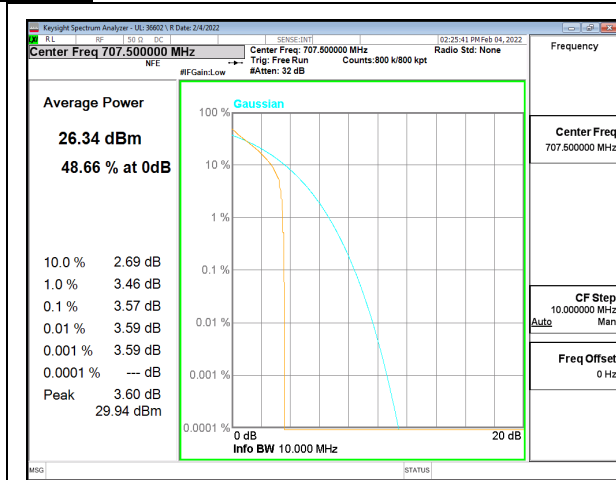 Keysight Spectrum Analyzer - UL: 36602 \ R Date: 2/4/2022
RL RF 50 Ω DC SENSE:INT 02:25:41 PM Feb 04, 2022
Center Freq 707.500000 MHz
NFE
#IFGain:Low
Center Freq: 707.500000 MHz
Trig: Free Run Counts:800 k/800 kpt
#Atten: 32 dB
Radio Std: None
Frequency
Average Power
26.34 dBm
48.66 % at 0dB
10.0 % 2.69 dB
1.0 % 3.46 dB
0.1 % 3.57 dB
0.01 % 3.59 dB
0.001 % 3.59 dB
0.0001 % --- dB
Peak 3.60 dB
29.94 dBm
Gaussian
100 %
10 %
1 %
0.1 %
0.01 %
0.001 %
0.0001 %
0 dB 20 dB
Info BW 10.000 MHz
Center Freq
707.500000 MHz
CF Step
10.000000 MHz
Auto Man
Freq Offset
0 Hz
MSG STATUS